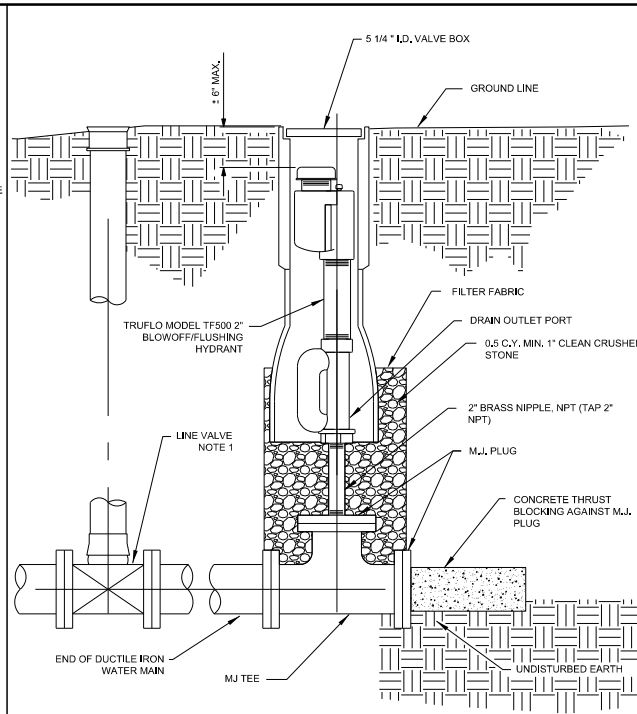 5 1/4 " I.D. VALVE BOX
± 6" MAX.
GROUND LINE
FILTER FABRIC
TRUFLO MODEL TF500 2"
BLOWOFF/FLUSHING
HYDRANT
DRAIN OUTLET PORT
0.5 C.Y. MIN. 1" CLEAN CRUSHED
STONE
2" BRASS NIPPLE, NPT (TAP 2"
NPT)
LINE VALVE
NOTE 1
M.J. PLUG
CONCRETE THRUST
BLOCKING AGAINST M.J.
PLUG
END OF DUCTILE IRON
WATER MAIN
MJ TEE
UNDISTURBED EARTH